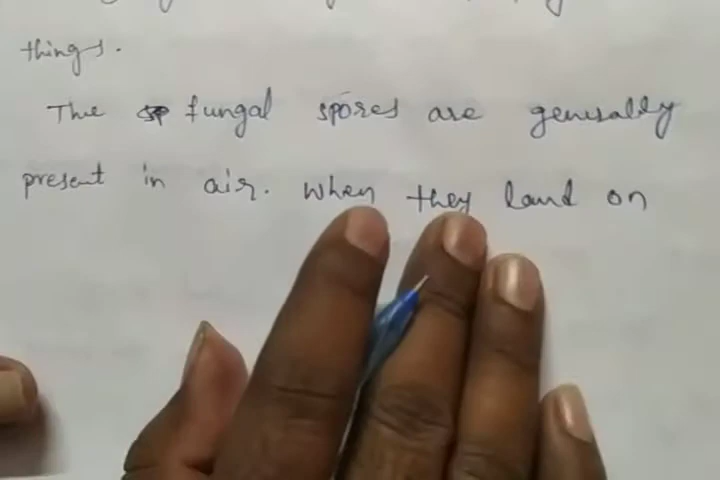 things.
The fungal spores are generally
present in air. When they land on